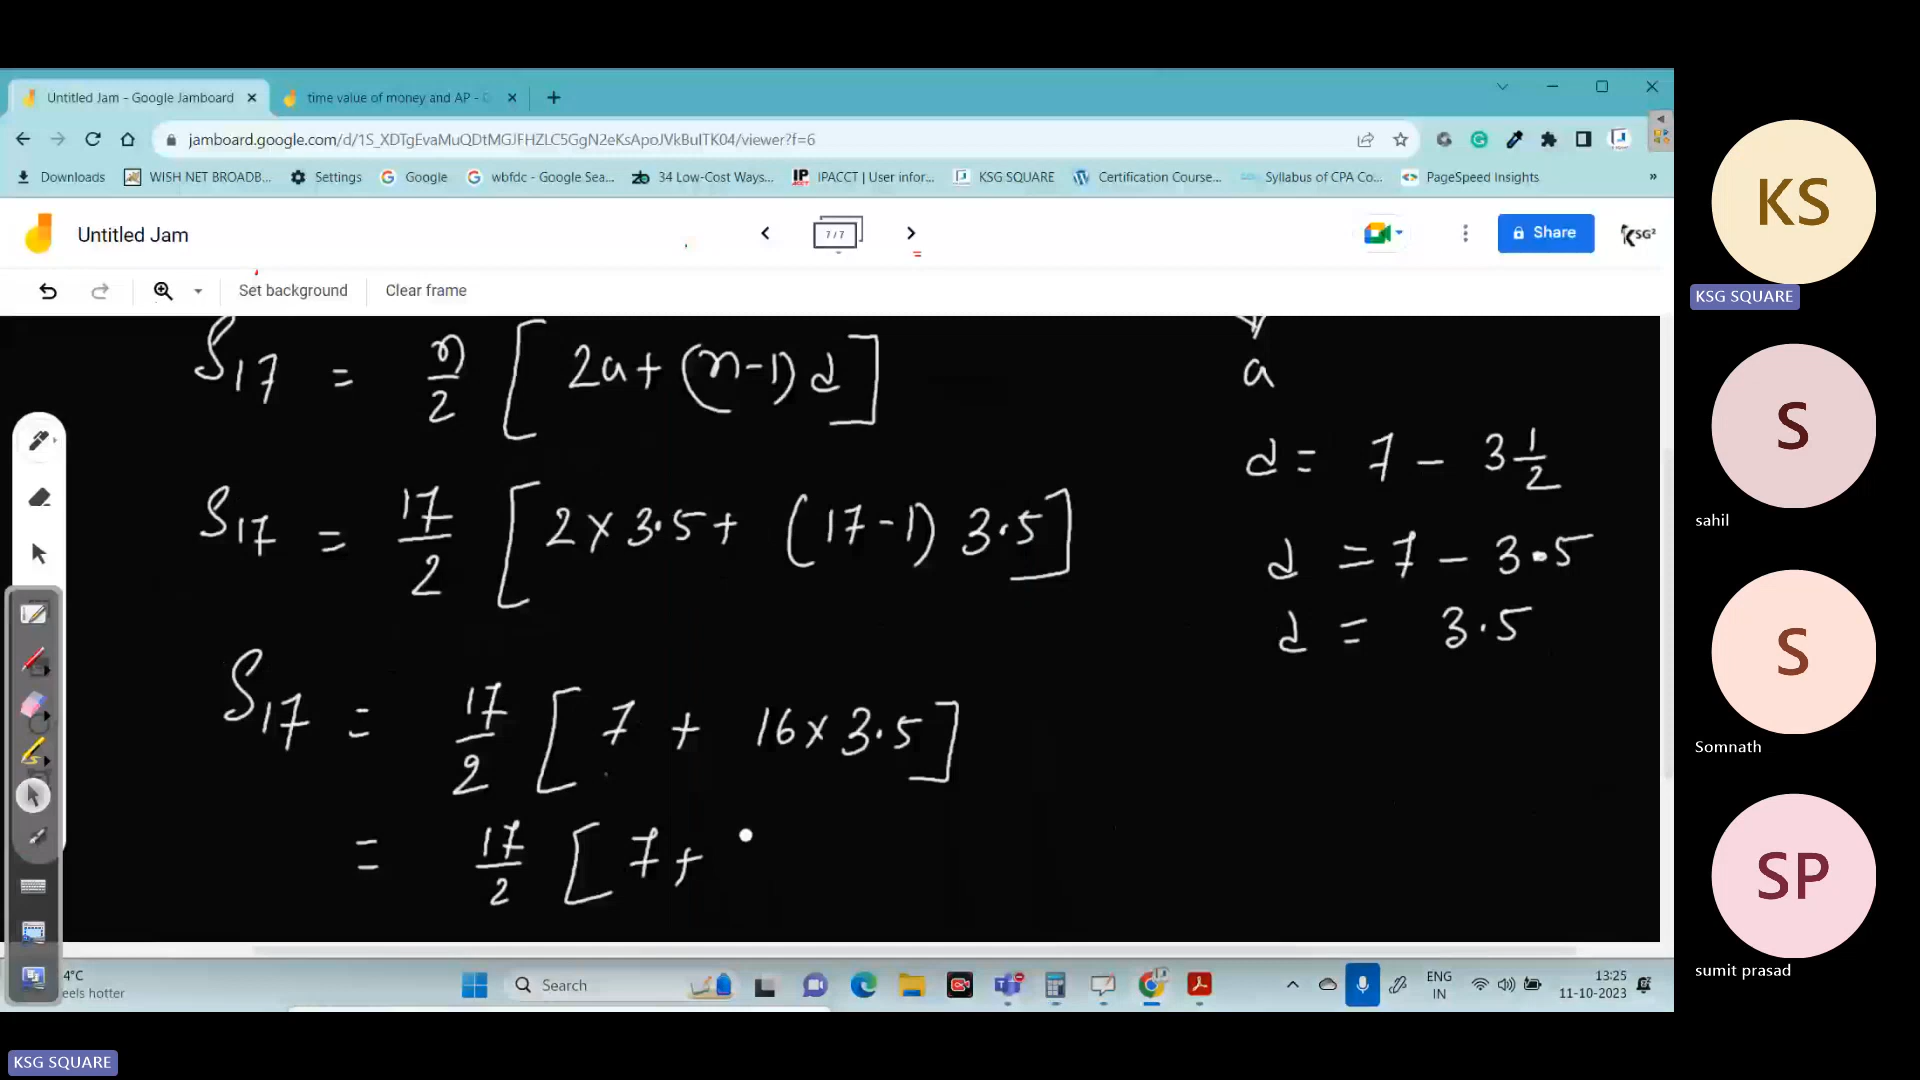 Untitled Jam - Google Jamboard
time value of money and AP -
jamboard.google.com/d/1S_XDTgEvaMuQDtMGJFHZLC5GgN2eKsApoJVkBuITK04/viewer?f=6
Downloads WISH NET BROADB... Settings Google wbfdc - Google Sea... 34 Low-Cost Ways... IPACCT | User infor... KSG SQUARE Certification Course... Syllabus of CPA Co... PageSpeed Insights »
Untitled Jam 7 / 7 Share KSG²
Set background Clear frame
S17 = n/2 [ 2a + (n-1) d ]
S17 = 17/2 [ 2 × 3.5 + (17-1) 3.5 ]
S17 = 17/2 [ 7 + 16 × 3.5 ]
= 17/2 [ 7 +
a
d = 7 - 3 1/2
d = 7 - 3.5
d = 3.5
KS
KSG SQUARE
S
sahil
S
Somnath
SP
sumit prasad
4°C
eels hotter
Search
ENG
IN
13:25
11-10-2023
KSG SQUARE